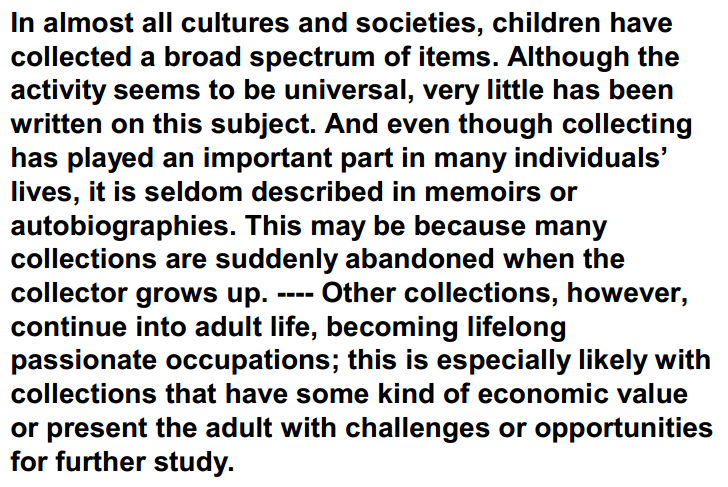 In almost all cultures and societies, children have
collected a broad spectrum of items. Although the
activity seems to be universal, very little has been
written on this subject. And even though collecting
has played an important part in many individuals’
lives, it is seldom described in memoirs or
autobiographies. This may be because many
collections are suddenly abandoned when the
collector grows up. ---- Other collections, however,
continue into adult life, becoming lifelong
passionate occupations; this is especially likely with
collections that have some kind of economic value
or present the adult with challenges or opportunities
for further study.